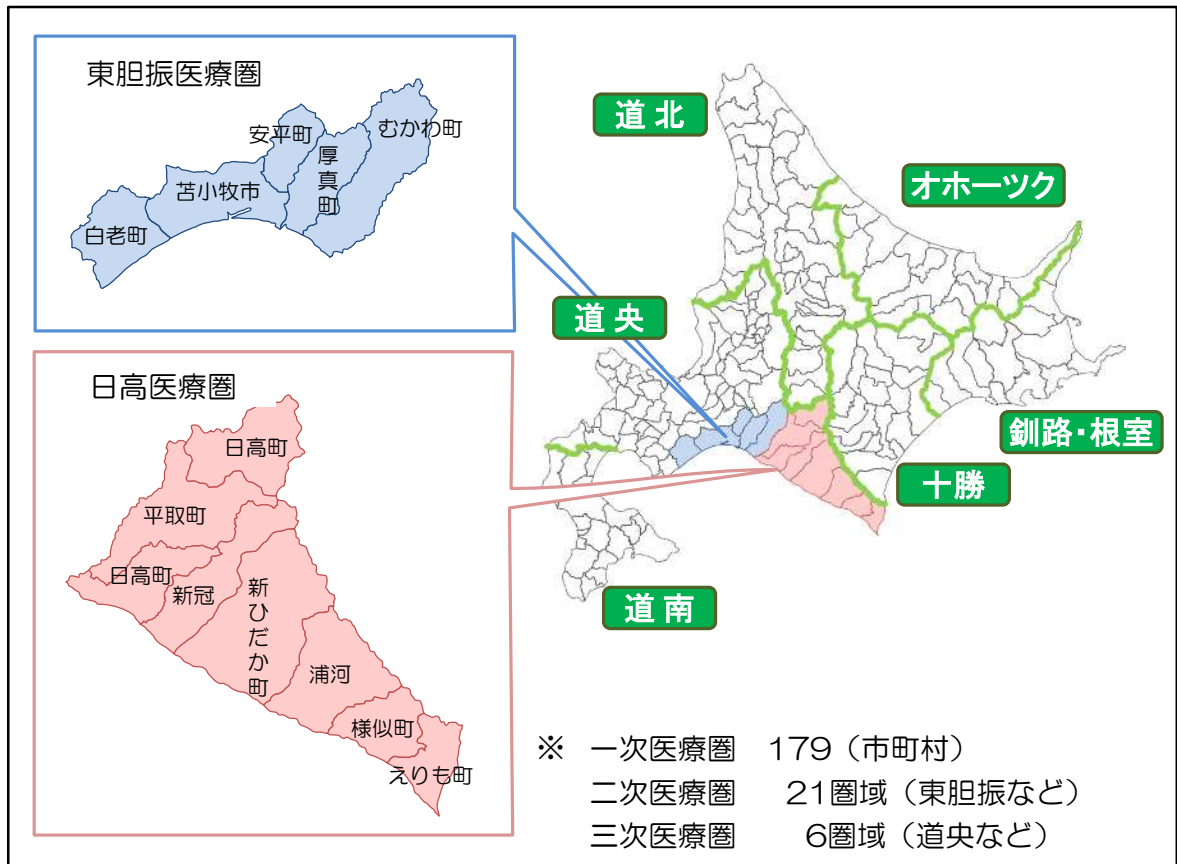 東胆振医療圏
安平町
むかわ町
厚真町
苫小牧市
白老町
道北
オホーツク
道央
釧路・根室
十勝
道南
日高医療圏
日高町
平取町
日高町
新冠
新ひだか町
浦河
様似町
えりも町
※ 一次医療圏 179(市町村)
二次医療圏 21圏域(東胆振など)
三次医療圏 6圏域(道央など)